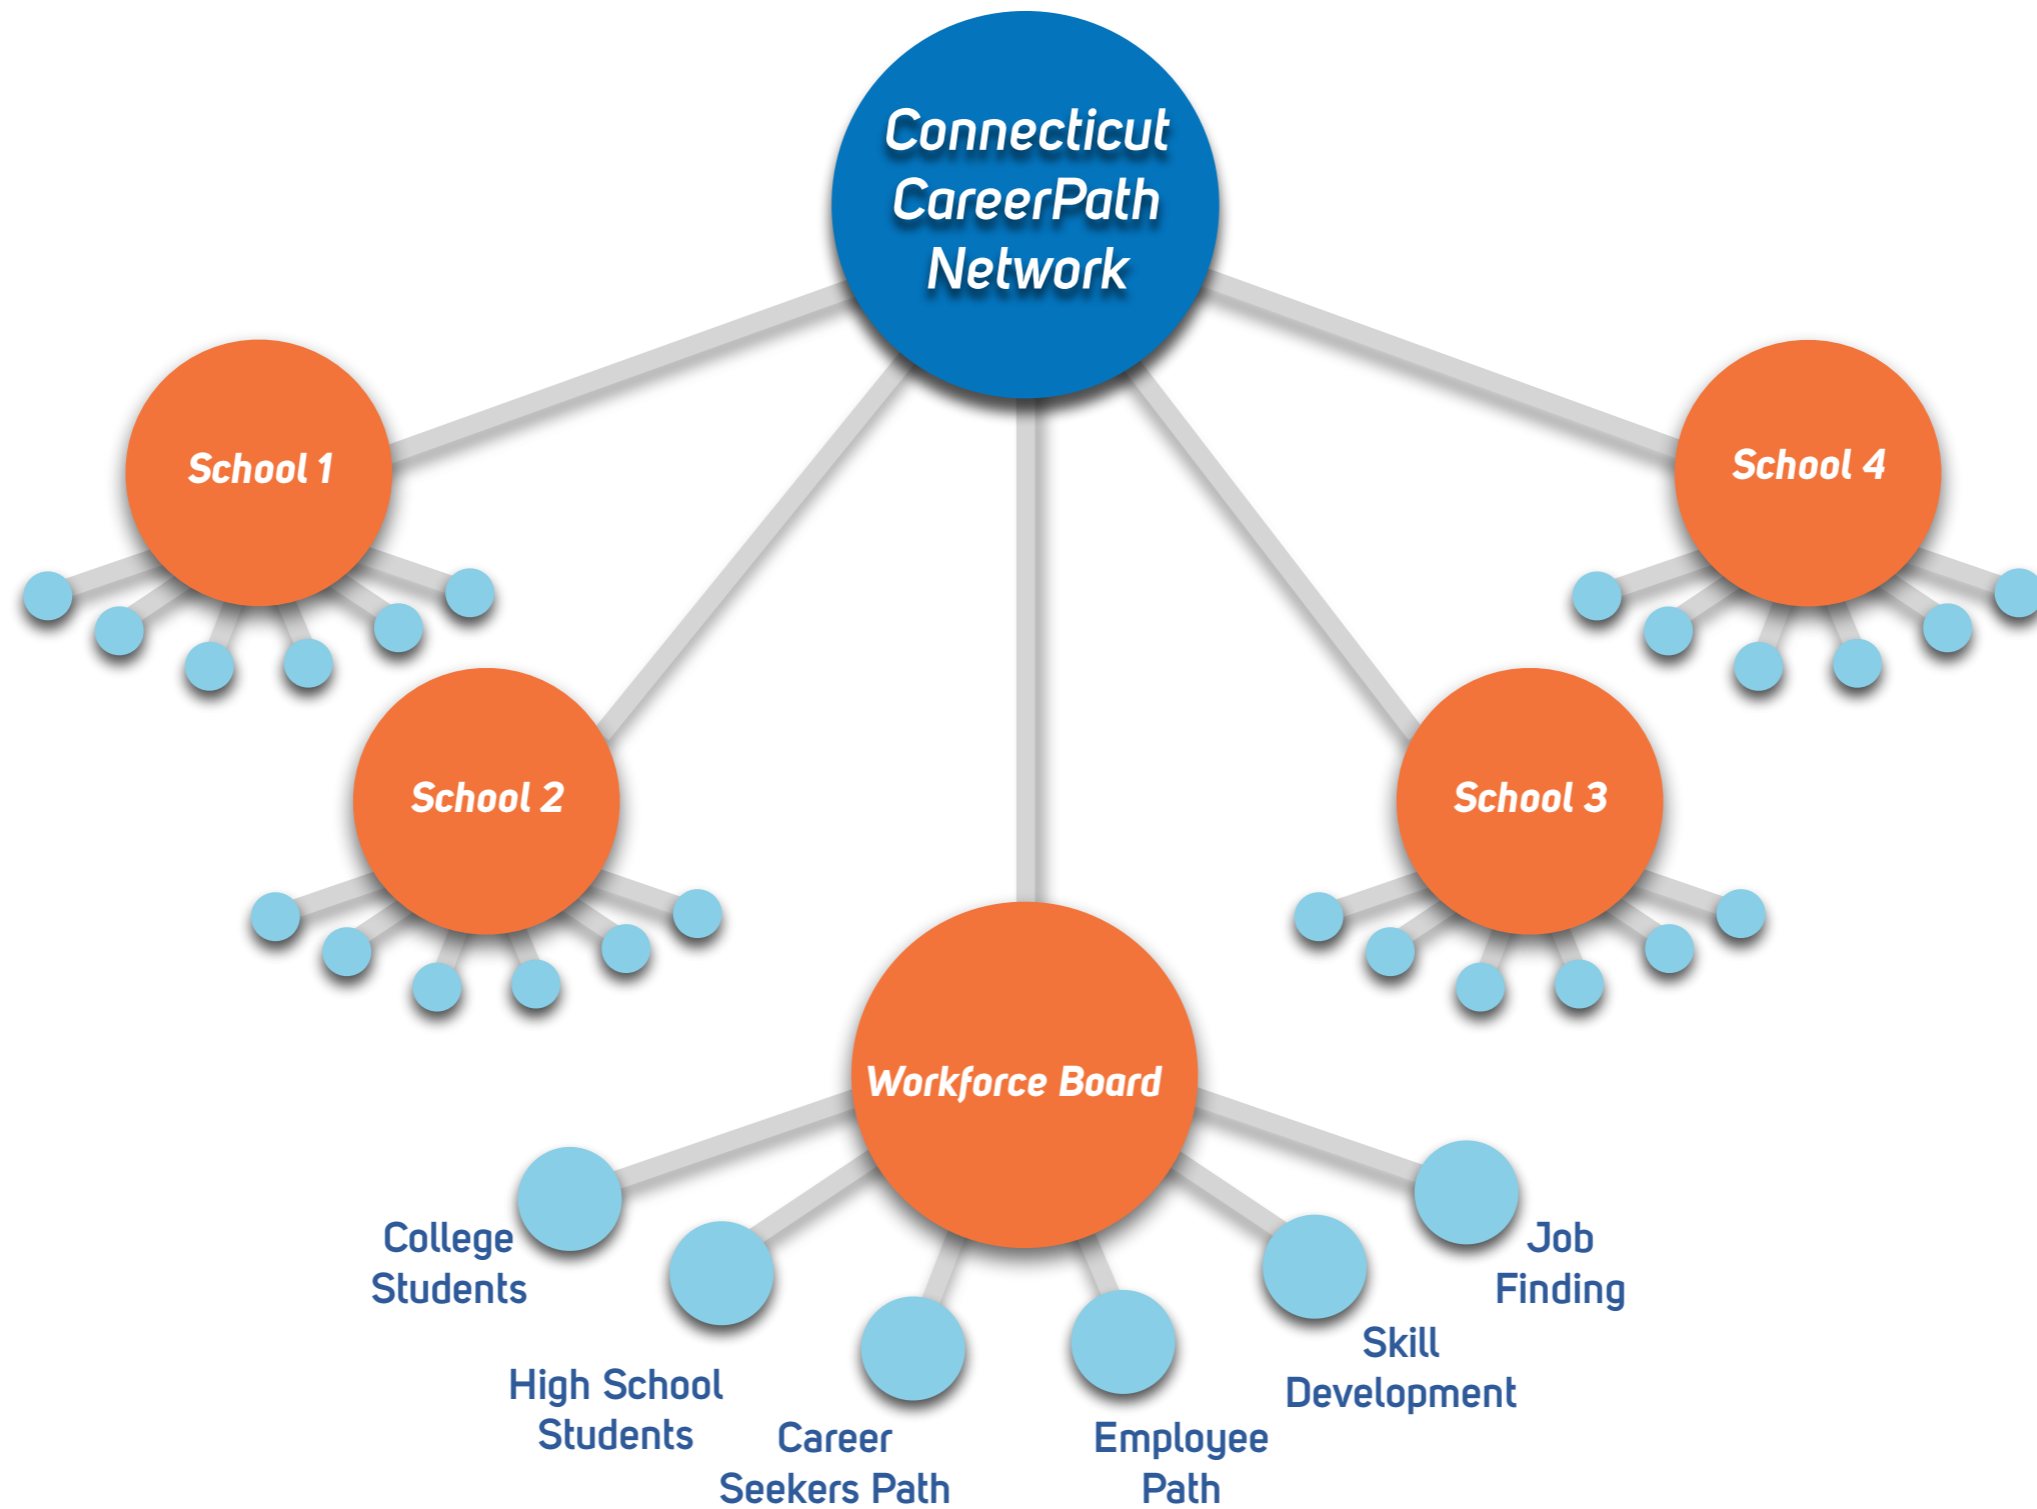 Connecticut
CareerPath
Network
School 1
School 4
School 2
School 3
Workforce Board
College
Students
High School
Students
Career
Seekers Path
Employee
Path
Skill
Development
Job
Finding